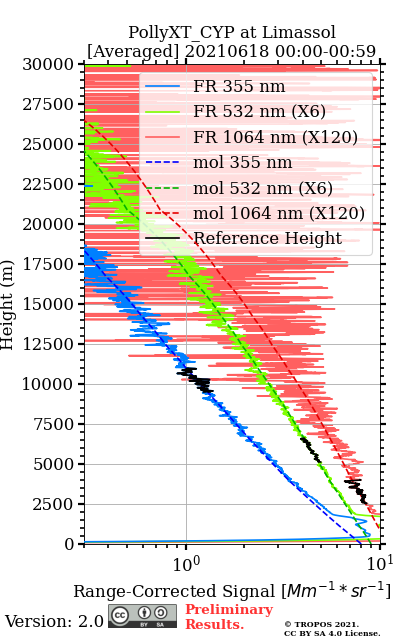 PollyXT_CYP at Limassol
[Averaged] 20210618 00:00-00:59
FR 355 nm
FR 532 nm (X6)
FR 1064 nm (X120)
mol 355 nm
mol 532 nm (X6)
mol 1064 nm (X120)
Reference Height
Height (m)
30000
27500
25000
22500
20000
17500
15000
12500
10000
7500
5000
2500
0
10⁰
10¹
Range-Corrected Signal [Mm⁻¹ * sr⁻¹]
Version: 2.0
cc BY SA
Preliminary
Results.
© TROPOS 2021.
CC BY SA 4.0 License.